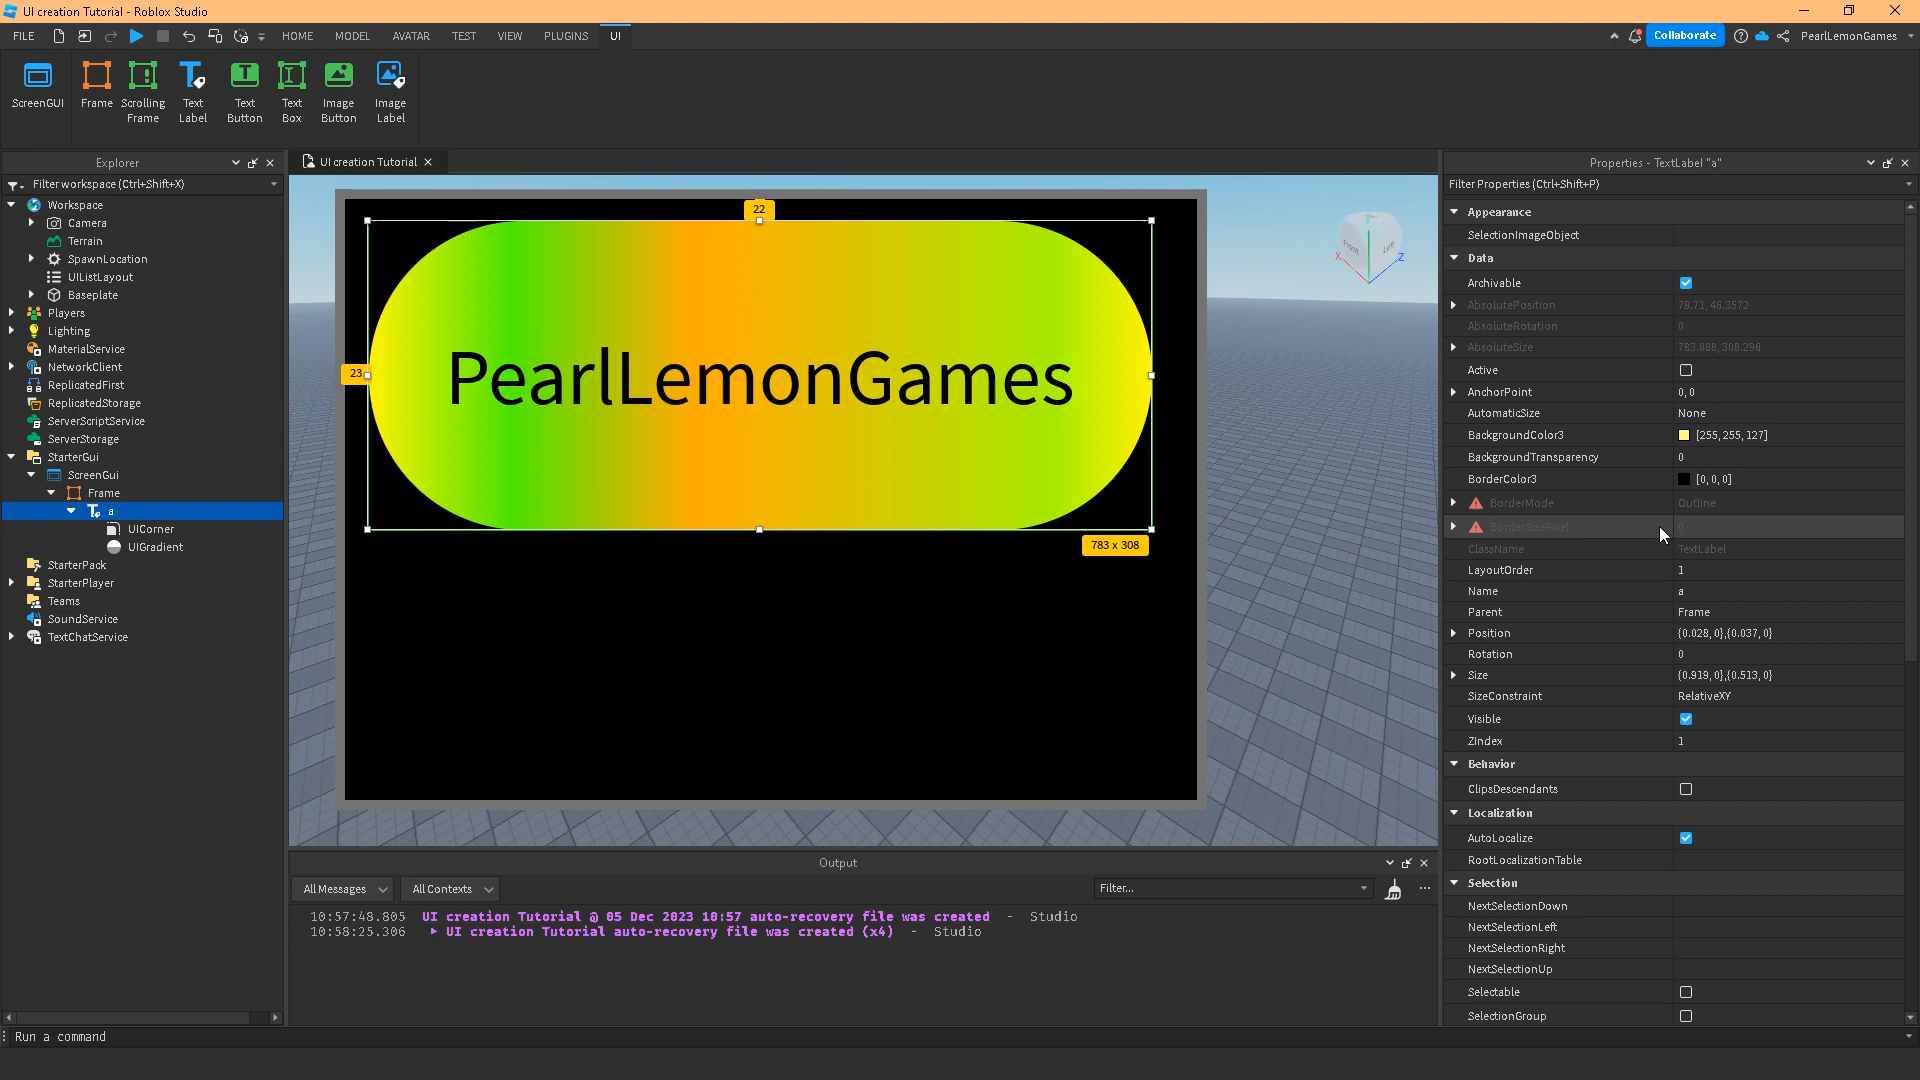 UI creation Tutorial - Roblox Studio
FILE HOME MODEL AVATAR TEST VIEW PLUGINS UI Collaborate PearlLemonGames
ScreenGUI
Frame
Scrolling
Frame
Text
Label
Text
Button
Text
Box
Image
Button
Image
Label
Explorer
Filter workspace (Ctrl+Shift+X)
Workspace
Camera
Terrain
SpawnLocation
UIListLayout
Baseplate
Players
Lighting
MaterialService
NetworkClient
ReplicatedFirst
ReplicatedStorage
ServerScriptService
ServerStorage
StarterGui
ScreenGui
Frame
a
UICorner
UIGradient
StarterPack
StarterPlayer
Teams
SoundService
TextChatService
UI creation Tutorial
22
23
PearlLemonGames
783 x 308
X
Z
Front
Left
Output
All Messages All Contexts Filter...
10:57:48.805 UI creation Tutorial @ 05 Dec 2023 10:57 auto-recovery file was created - Studio
10:58:25.306 UI creation Tutorial auto-recovery file was created (x4) - Studio
Run a command
Properties - TextLabel "a"
Filter Properties (Ctrl+Shift+P)
Appearance
SelectionImageObject
Data
Archivable
AbsolutePosition 79.71, 46.3572
AbsoluteRotation 0
AbsoluteSize 783.088, 308.296
Active
AnchorPoint 0, 0
AutomaticSize None
BackgroundColor3 [255, 255, 127]
BackgroundTransparency 0
BorderColor3 [0, 0, 0]
BorderMode Outline
BorderSizePixel 0
ClassName TextLabel
LayoutOrder 1
Name a
Parent Frame
Position {0.028, 0},{0.037, 0}
Rotation 0
Size {0.919, 0},{0.513, 0}
SizeConstraint RelativeXY
Visible
ZIndex 1
Behavior
ClipsDescendants
Localization
AutoLocalize
RootLocalizationTable
Selection
NextSelectionDown
NextSelectionLeft
NextSelectionRight
NextSelectionUp
Selectable
SelectionGroup